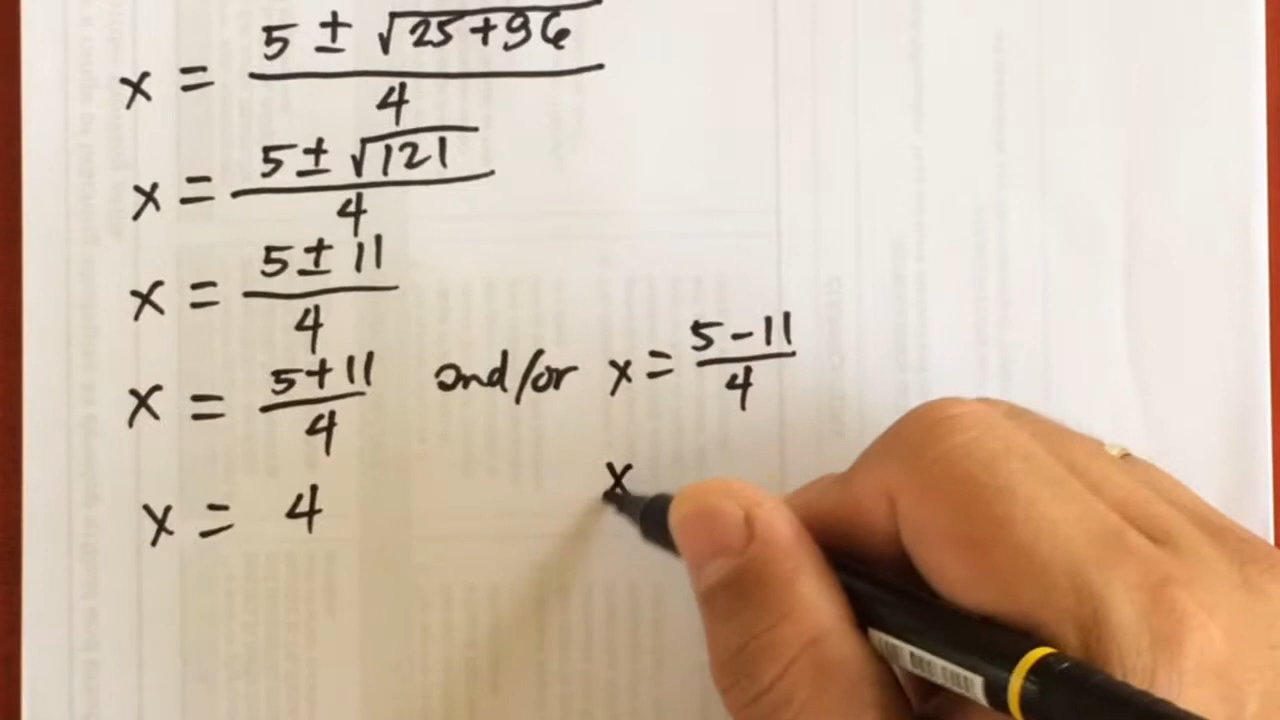 x = (5 ± √(25+96))/4
x = (5 ± √121)/4
x = (5 ± 11)/4
x = (5+11)/4 and/or x = (5-11)/4
x = 4 x